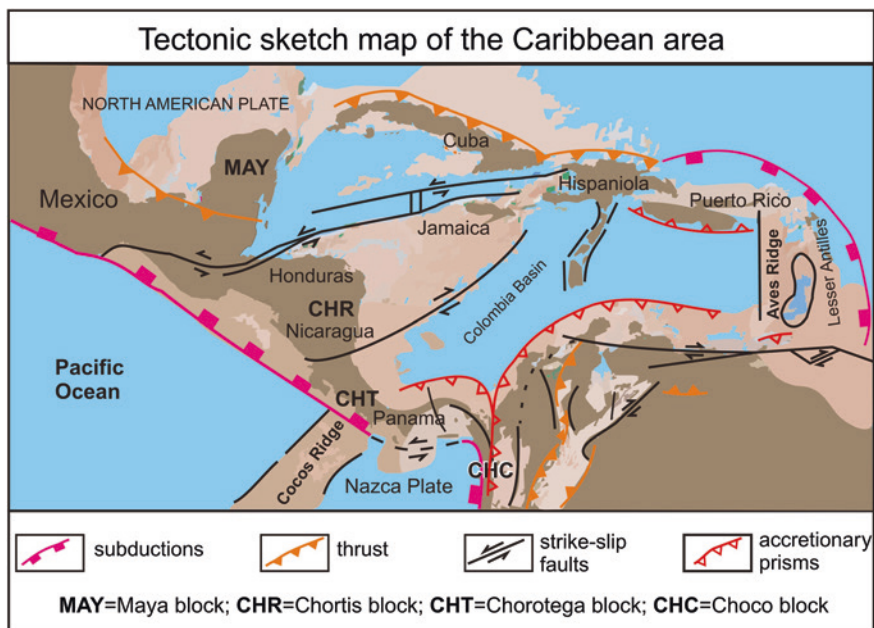 Tectonic sketch map of the Caribbean area
NORTH AMERICAN PLATE
MAY
Cuba
Mexico
Hispaniola
Puerto Rico
Jamaica
Honduras
CHR
Nicaragua
Colombia Basin
Aves Ridge
Lesser Antilles
Pacific
Ocean
CHT
Panama
Cocos Ridge
CHC
Nazca Plate
subductions
thrust
strike-slip
faults
accretionary
prisms
MAY=Maya block; CHR=Chortis block; CHT=Chorotega block; CHC=Choco block